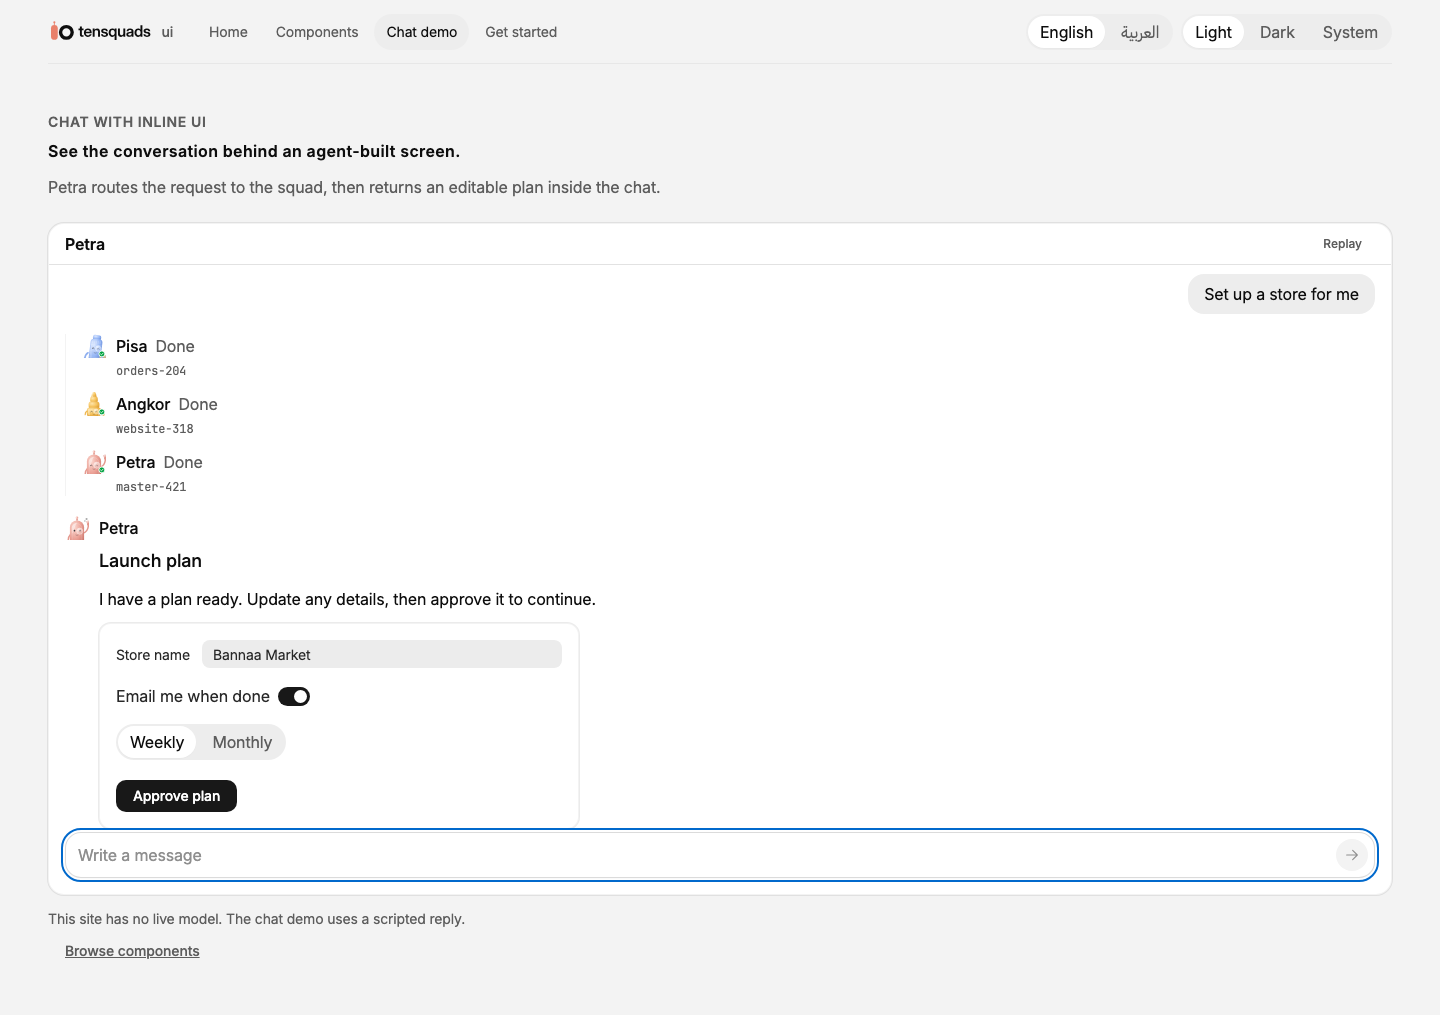 tensquads ui Home Components Chat demo Get started English العربية Light Dark System
CHAT WITH INLINE UI
See the conversation behind an agent-built screen.
Petra routes the request to the squad, then returns an editable plan inside the chat.
Petra Replay
Set up a store for me
Pisa Done
orders-204
Angkor Done
website-318
Petra Done
master-421
Petra
Launch plan
I have a plan ready. Update any details, then approve it to continue.
Store name Bannaa Market
Email me when done
Weekly Monthly
Approve plan
Write a message
This site has no live model. The chat demo uses a scripted reply.
Browse components